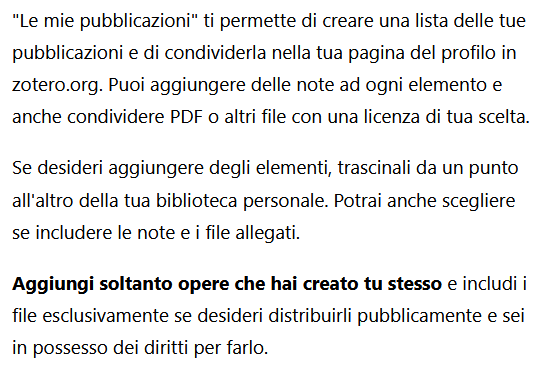 "Le mie pubblicazioni" ti permette di creare una lista delle tue
pubblicazioni e di condividerla nella tua pagina del profilo in
zotero.org. Puoi aggiungere delle note ad ogni elemento e
anche condividere PDF o altri file con una licenza di tua scelta.
Se desideri aggiungere degli elementi, trascinali da un punto
all'altro della tua biblioteca personale. Potrai anche scegliere
se includere le note e i file allegati.
Aggiungi soltanto opere che hai creato tu stesso e includi i
file esclusivamente se desideri distribuirli pubblicamente e sei
in possesso dei diritti per farlo.